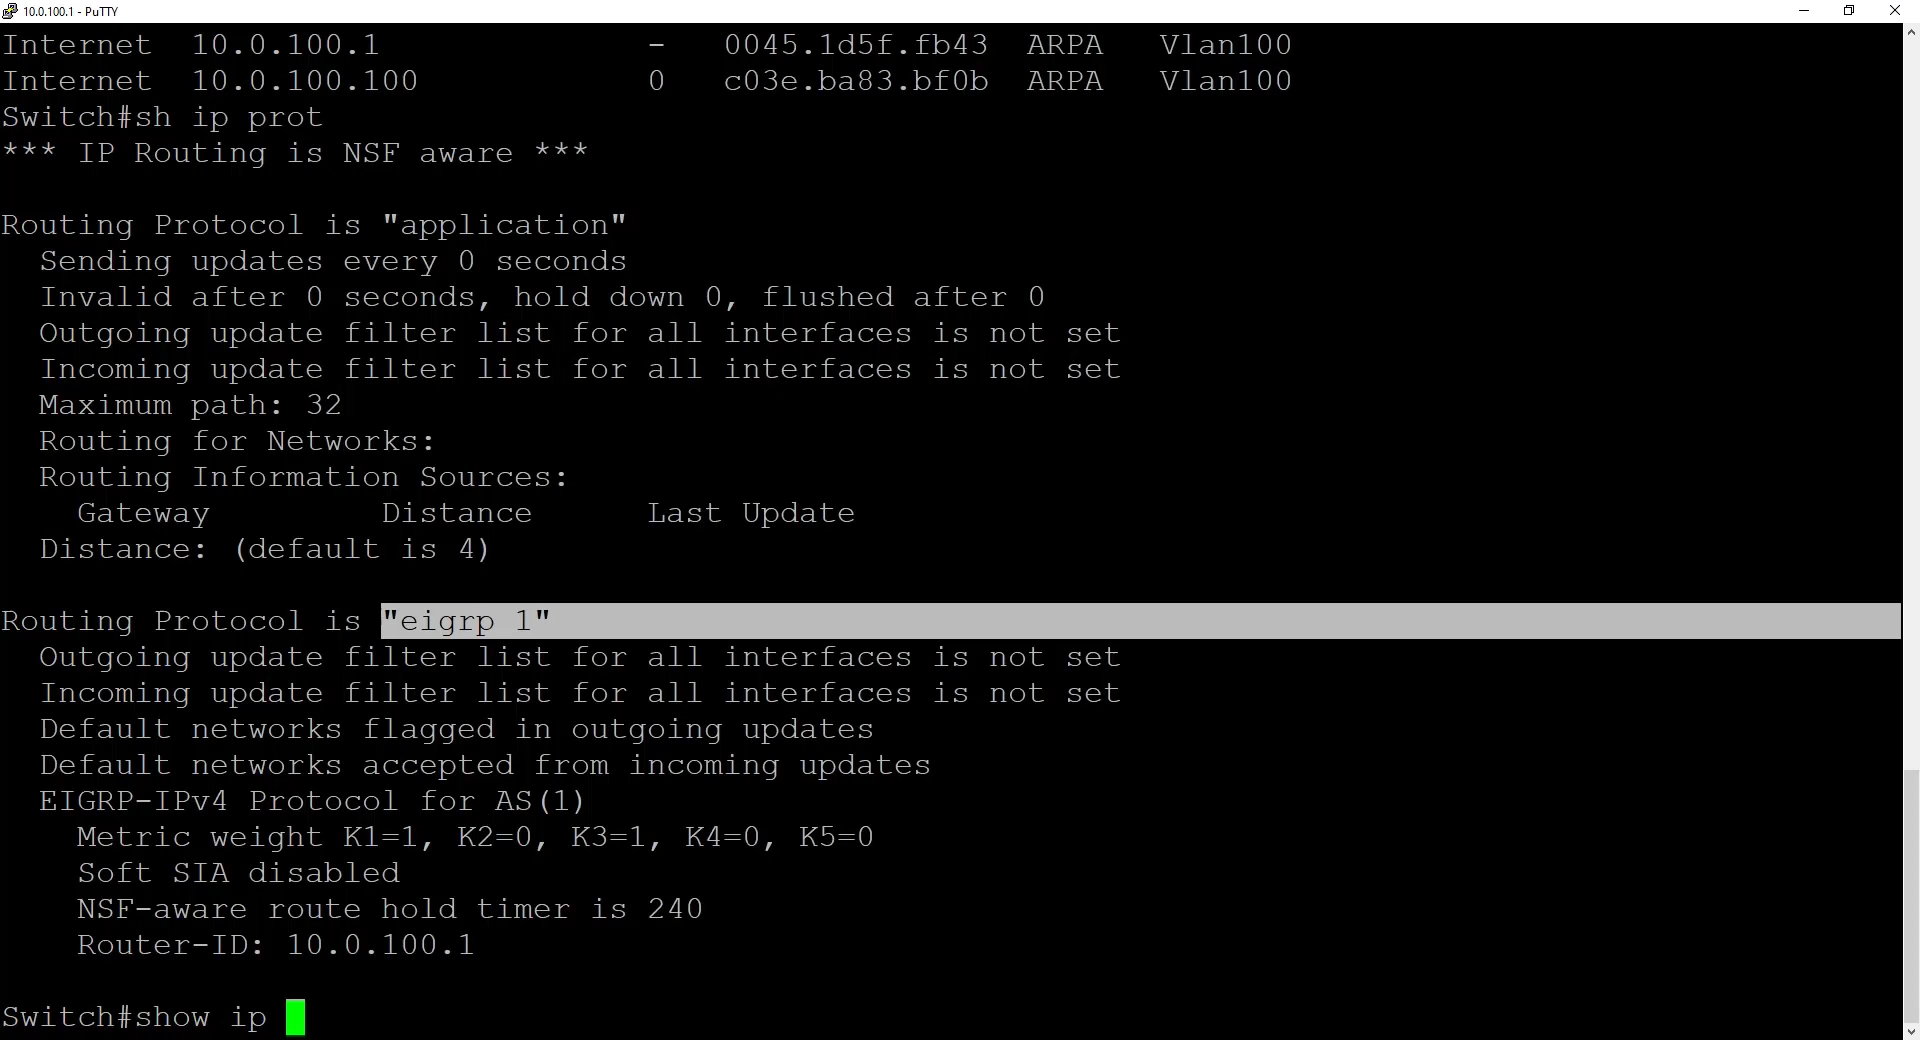 10.0.100.1 - PuTTY
Internet  10.0.100.1              -   0045.1d5f.fb43  ARPA   Vlan100
Internet  10.0.100.100            0   c03e.ba83.bf0b  ARPA   Vlan100
Switch#sh ip prot
*** IP Routing is NSF aware ***

Routing Protocol is "application"
  Sending updates every 0 seconds
  Invalid after 0 seconds, hold down 0, flushed after 0
  Outgoing update filter list for all interfaces is not set
  Incoming update filter list for all interfaces is not set
  Maximum path: 32
  Routing for Networks:
  Routing Information Sources:
    Gateway         Distance      Last Update
  Distance: (default is 4)

Routing Protocol is "eigrp 1"
  Outgoing update filter list for all interfaces is not set
  Incoming update filter list for all interfaces is not set
  Default networks flagged in outgoing updates
  Default networks accepted from incoming updates
  EIGRP-IPv4 Protocol for AS(1)
    Metric weight K1=1, K2=0, K3=1, K4=0, K5=0
    Soft SIA disabled
    NSF-aware route hold timer is 240
    Router-ID: 10.0.100.1

Switch#show ip